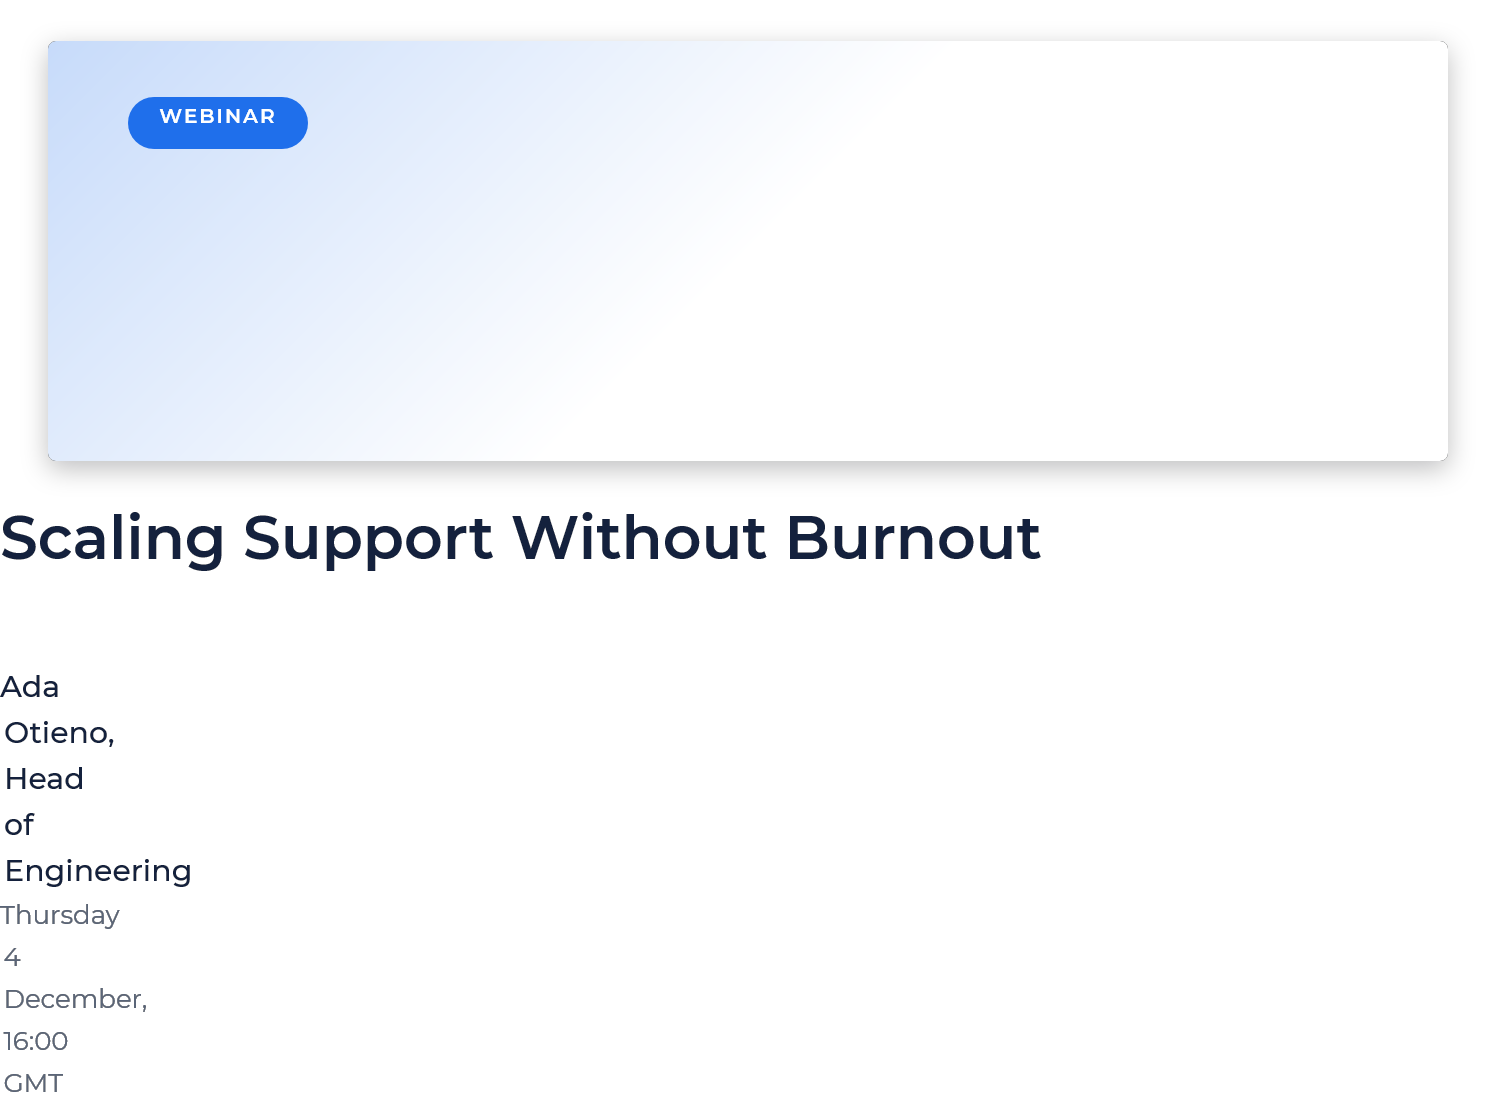 WEBINAR
Scaling Support Without Burnout
Ada
Otieno,
Head
of
Engineering
Thursday
4
December,
16:00
GMT